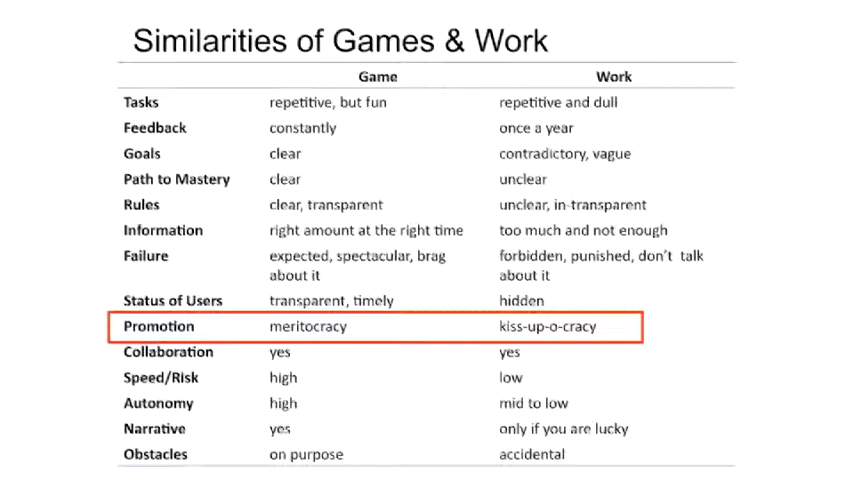 Similarities of Games & Work
Game Work
Tasks repetitive, but fun repetitive and dull
Feedback constantly once a year
Goals clear contradictory, vague
Path to Mastery clear unclear
Rules clear, transparent unclear, in-transparent
Information right amount at the right time too much and not enough
Failure expected, spectacular, brag forbidden, punished, don't talk
about it about it
Status of Users transparent, timely hidden
Promotion meritocracy kiss-up-o-cracy
Collaboration yes yes
Speed/Risk high low
Autonomy high mid to low
Narrative yes only if you are lucky
Obstacles on purpose accidental